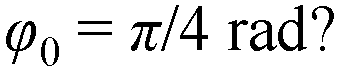 φ₀ = π/4 rad?